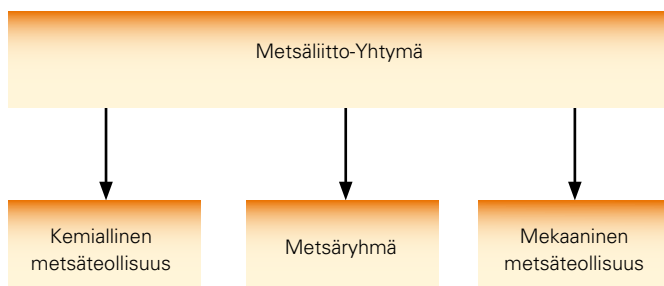 Metsäliitto-Yhtymä
Kemiallinen
metsäteollisuus
Metsäryhmä
Mekaaninen
metsäteollisuus